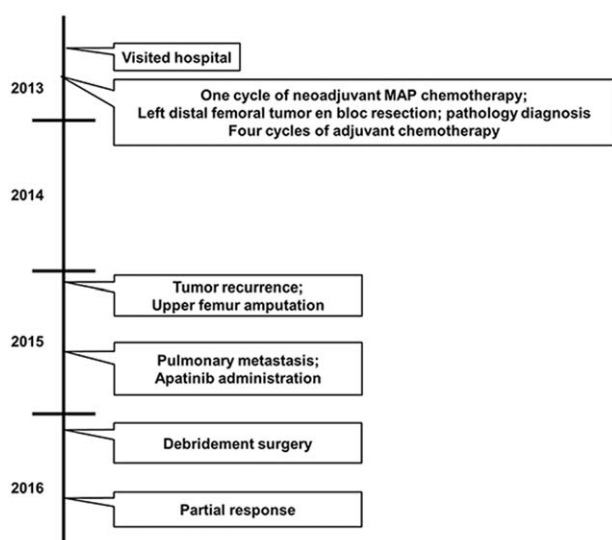 Visited hospital
2013
One cycle of neoadjuvant MAP chemotherapy;
Left distal femoral tumor en bloc resection; pathology diagnosis
Four cycles of adjuvant chemotherapy
2014
Tumor recurrence;
Upper femur amputation
2015
Pulmonary metastasis;
Apatinib administration
Debridement surgery
2016
Partial response